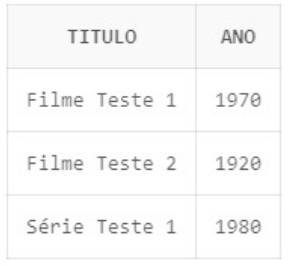 TITULO ANO
Filme Teste 1 1970
Filme Teste 2 1920
Série Teste 1 1980